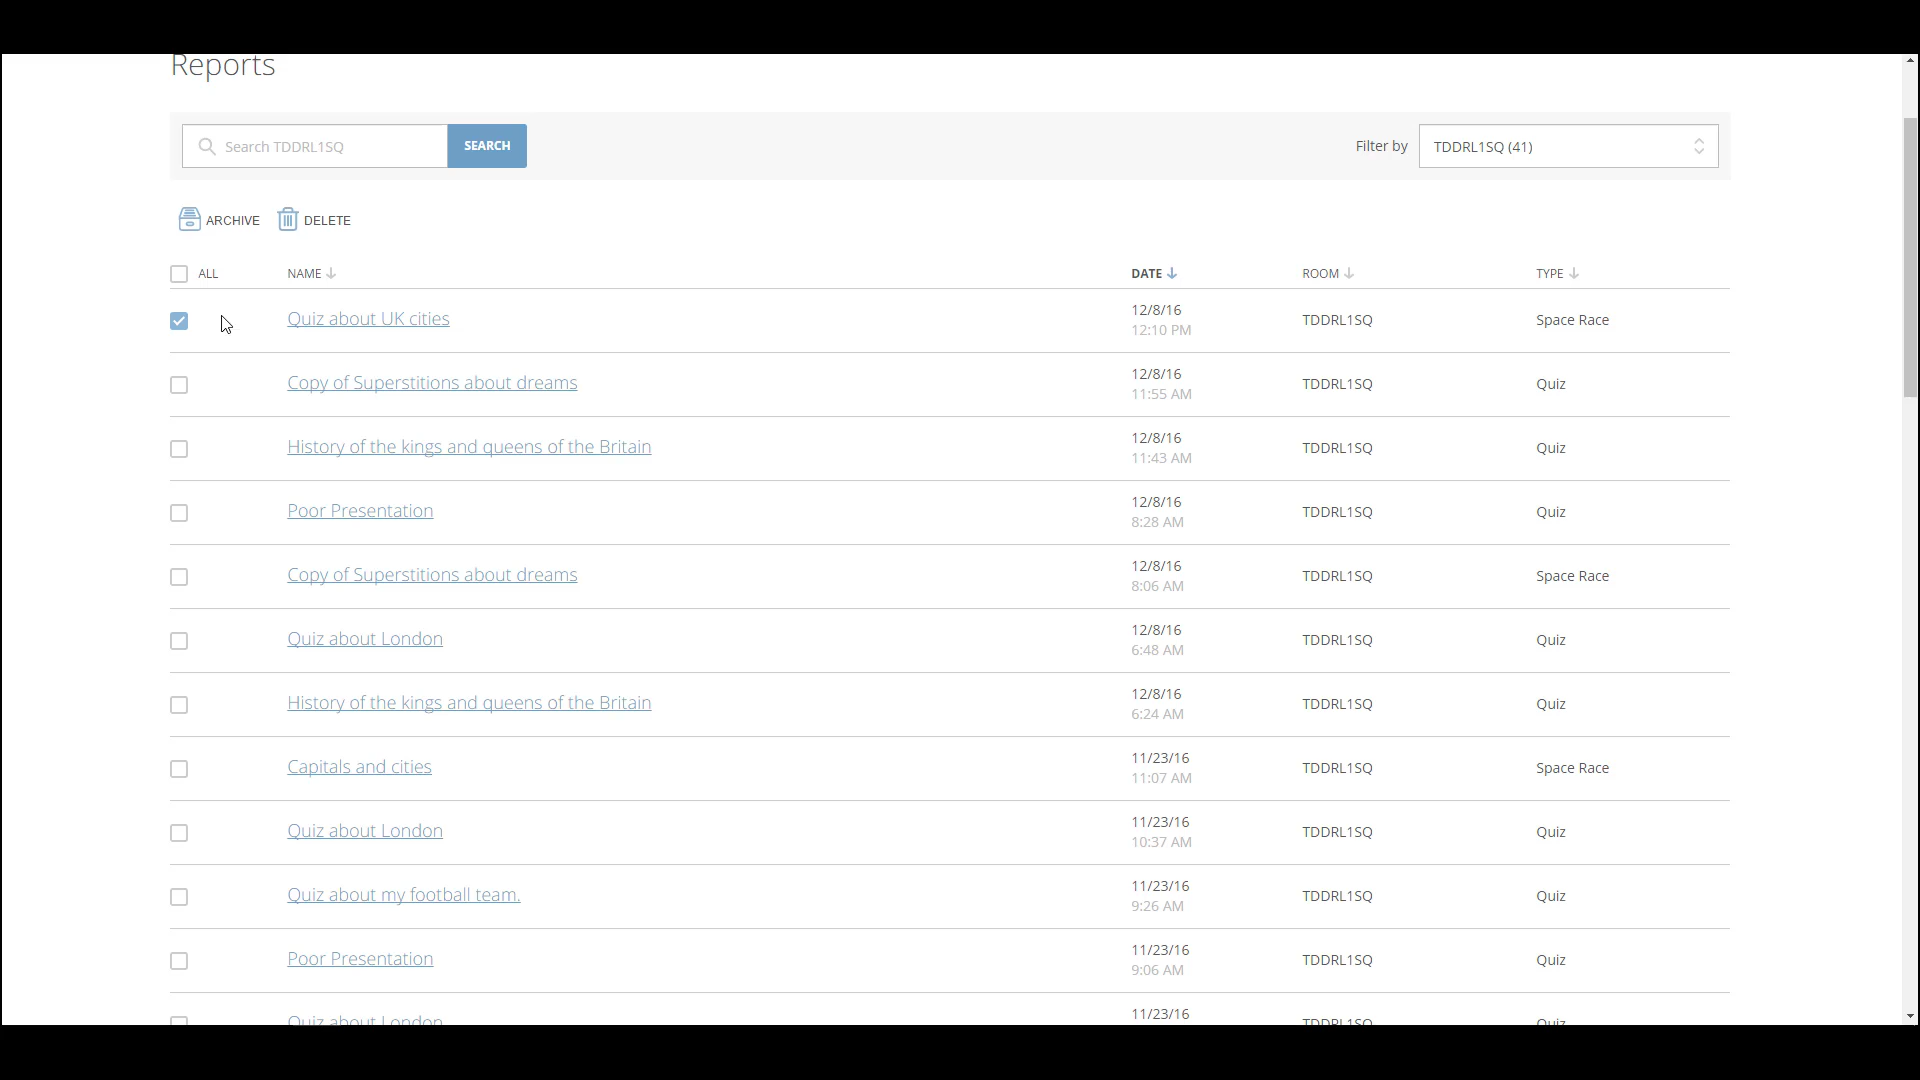 Reports
Search TDDRL1SQ SEARCH Filter by TDDRL1SQ (41)
ARCHIVE DELETE
ALL NAME DATE ROOM TYPE
Quiz about UK cities 12/8/16 12:10 PM TDDRL1SQ Space Race
Copy of Superstitions about dreams 12/8/16 11:55 AM TDDRL1SQ Quiz
History of the kings and queens of the Britain 12/8/16 11:43 AM TDDRL1SQ Quiz
Poor Presentation 12/8/16 8:28 AM TDDRL1SQ Quiz
Copy of Superstitions about dreams 12/8/16 8:06 AM TDDRL1SQ Space Race
Quiz about London 12/8/16 6:48 AM TDDRL1SQ Quiz
History of the kings and queens of the Britain 12/8/16 6:24 AM TDDRL1SQ Quiz
Capitals and cities 11/23/16 11:07 AM TDDRL1SQ Space Race
Quiz about London 11/23/16 10:37 AM TDDRL1SQ Quiz
Quiz about my football team. 11/23/16 9:26 AM TDDRL1SQ Quiz
Poor Presentation 11/23/16 9:06 AM TDDRL1SQ Quiz
Quiz about London 11/23/16 TDDRL1SQ Quiz